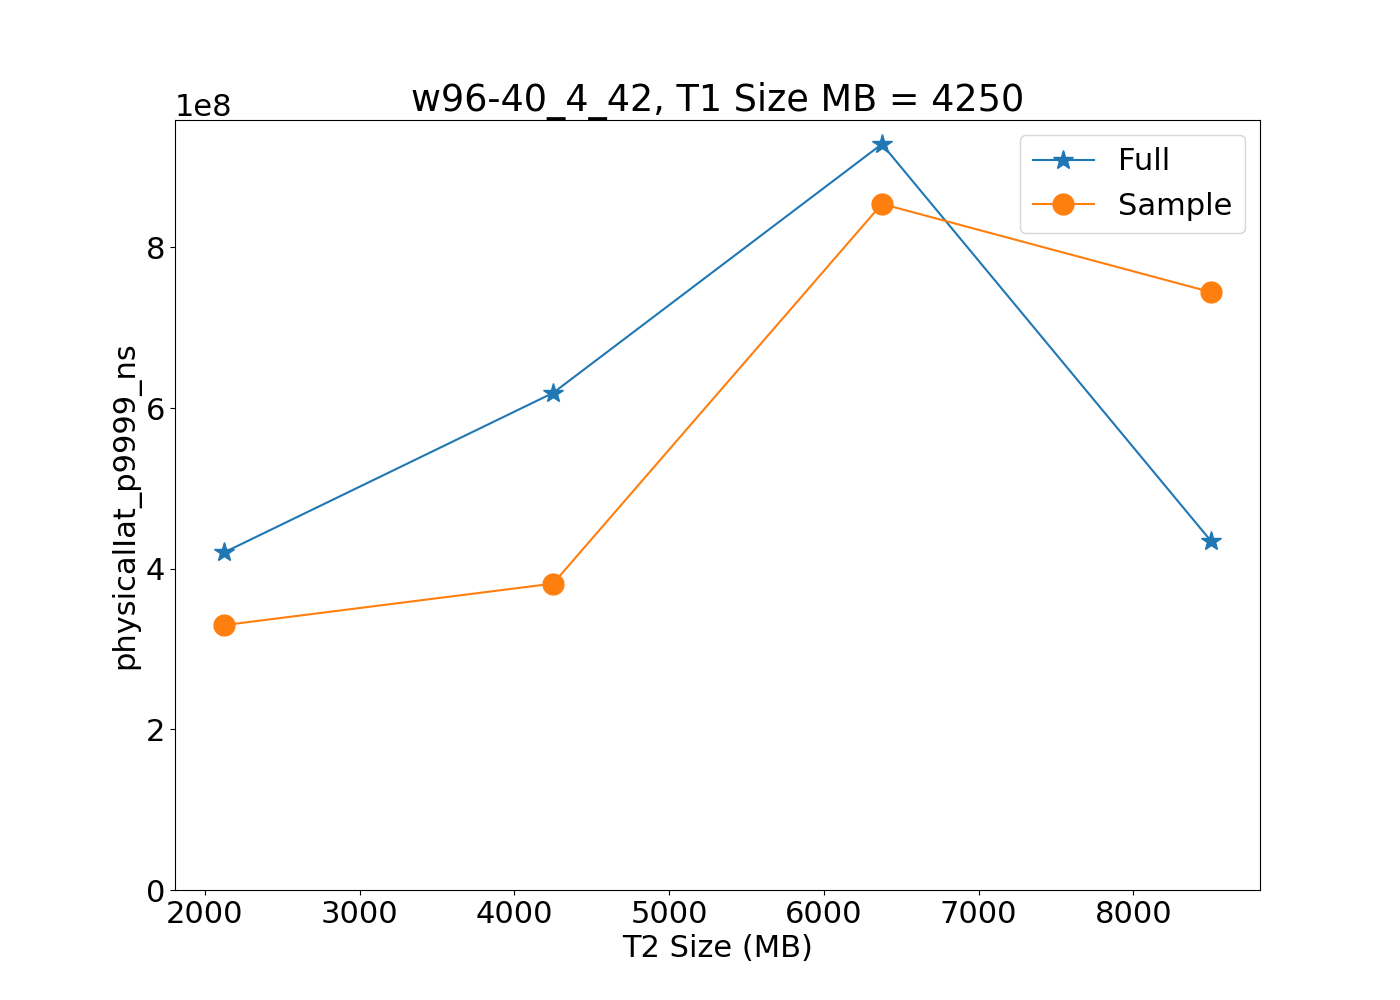 w96-40_4_42, T1 Size MB = 4250
1e8
Full
Sample
8
6
4
2
0
physicallat_p9999_ns
2000 3000 4000 5000 6000 7000 8000
T2 Size (MB)